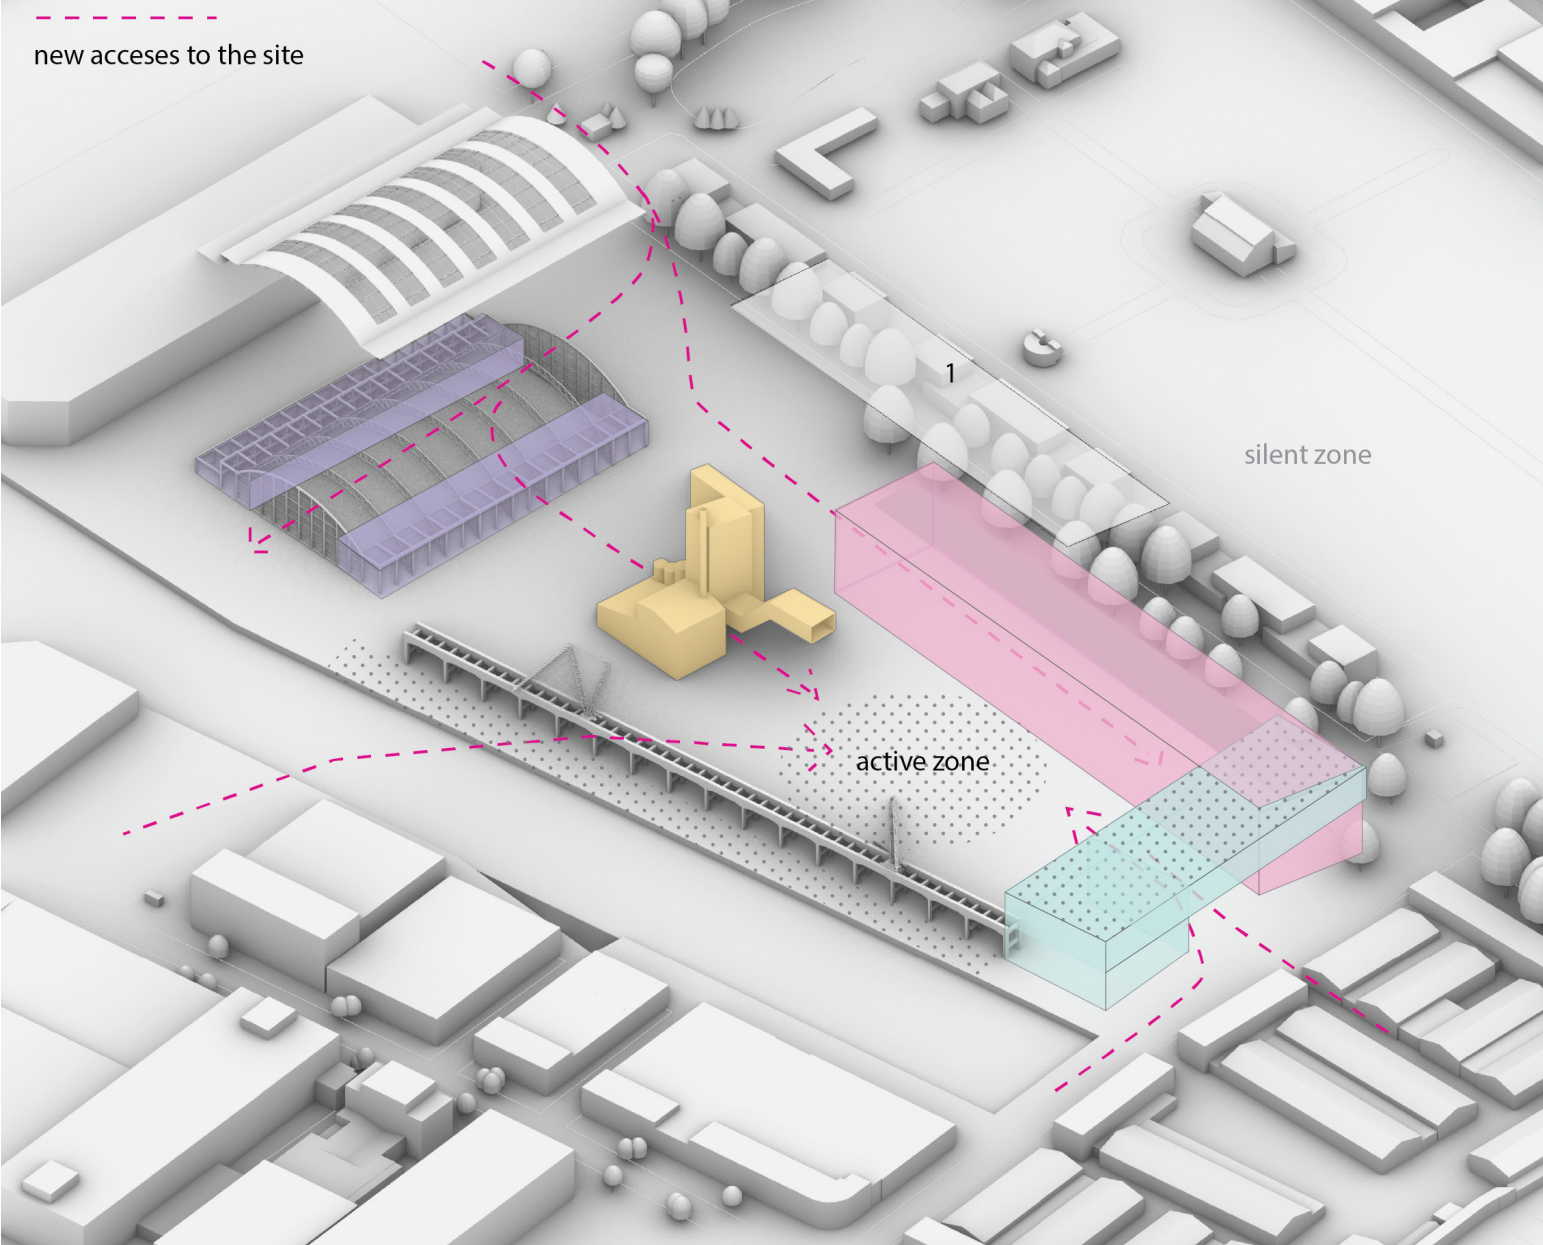 new acceses to the site
1
silent zone
active zone